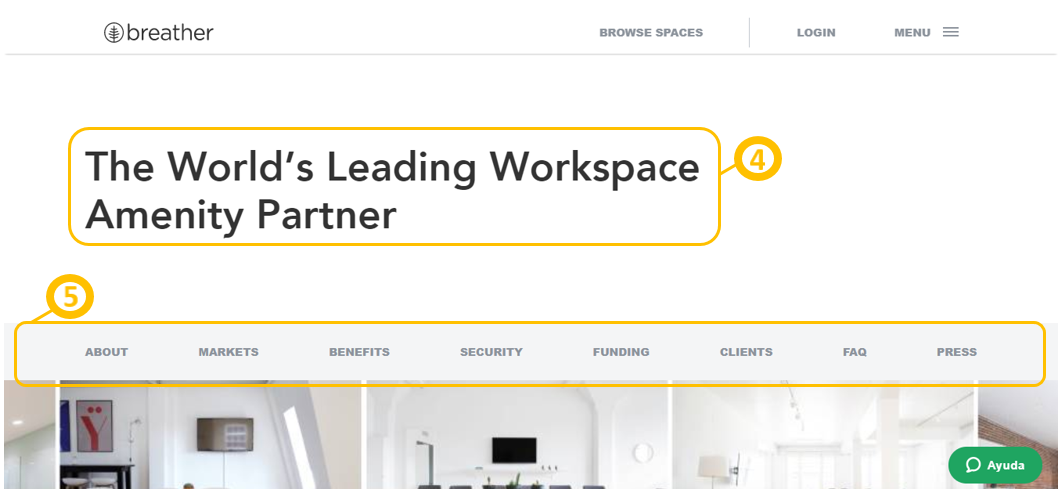 breather
BROWSE SPACES LOGIN MENU
The World's Leading Workspace
Amenity Partner
4
5
ABOUT MARKETS BENEFITS SECURITY FUNDING CLIENTS FAQ PRESS
Ÿ
Ayuda